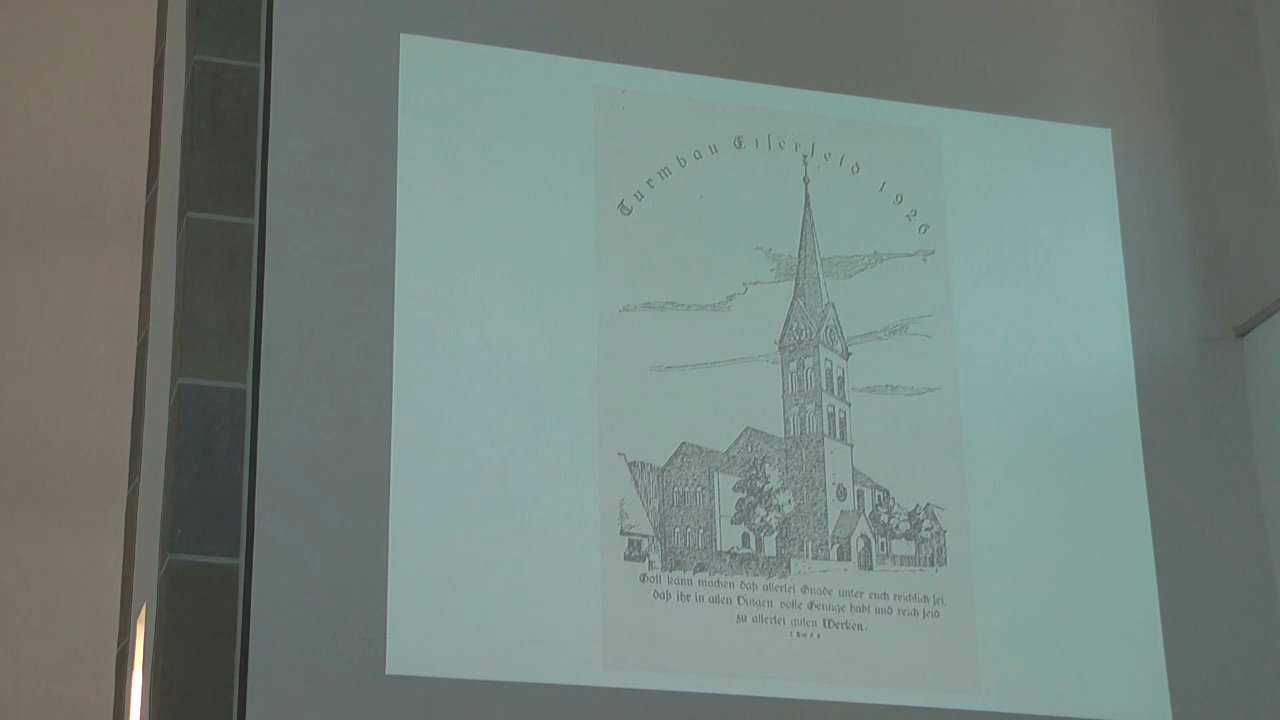 Turmbau Eiserfeld 1926
Gott kann machen daß allerlei Gnade unter euch reichlich sei,
daß ihr in allen Dingen volle Genüge habt und reich seid
zu allerlei guten Werken.